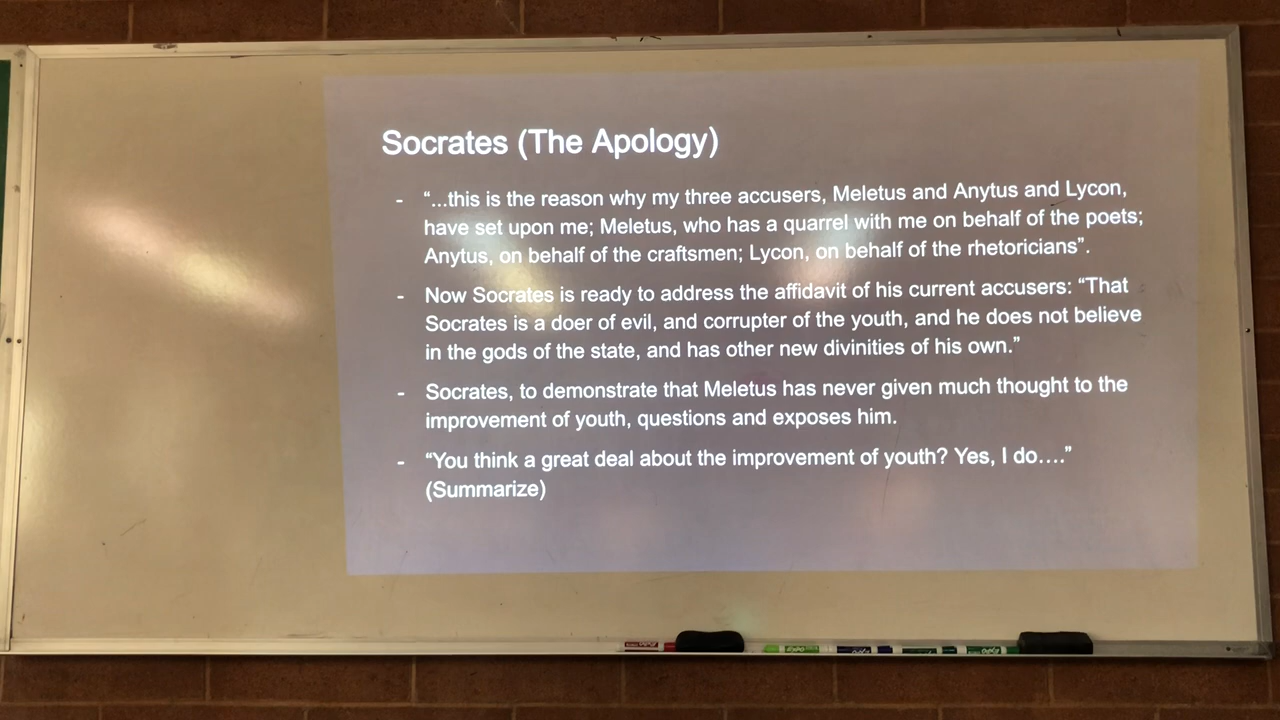 Socrates (The Apology)
- “...this is the reason why my three accusers, Meletus and Anytus and Lycon,
have set upon me; Meletus, who has a quarrel with me on behalf of the poets;
Anytus, on behalf of the craftsmen; Lycon, on behalf of the rhetoricians”.
- Now Socrates is ready to address the affidavit of his current accusers: “That
Socrates is a doer of evil, and corrupter of the youth, and he does not believe
in the gods of the state, and has other new divinities of his own.”
- Socrates, to demonstrate that Meletus has never given much thought to the
improvement of youth, questions and exposes him.
- “You think a great deal about the improvement of youth? Yes, I do….”
(Summarize)
EXPO